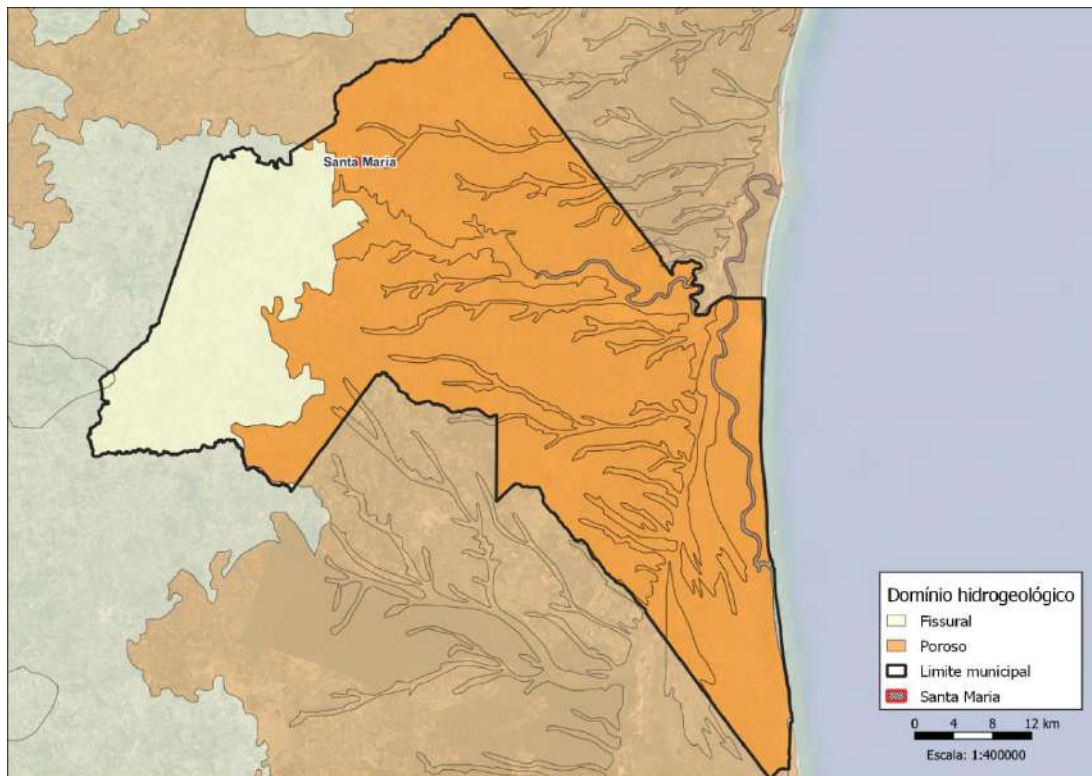 Santa Maria
Domínio hidrogeológico
Fissural
Poroso
Limite municipal
Santa Maria
0 4 8 12 km
Escala: 1:400000